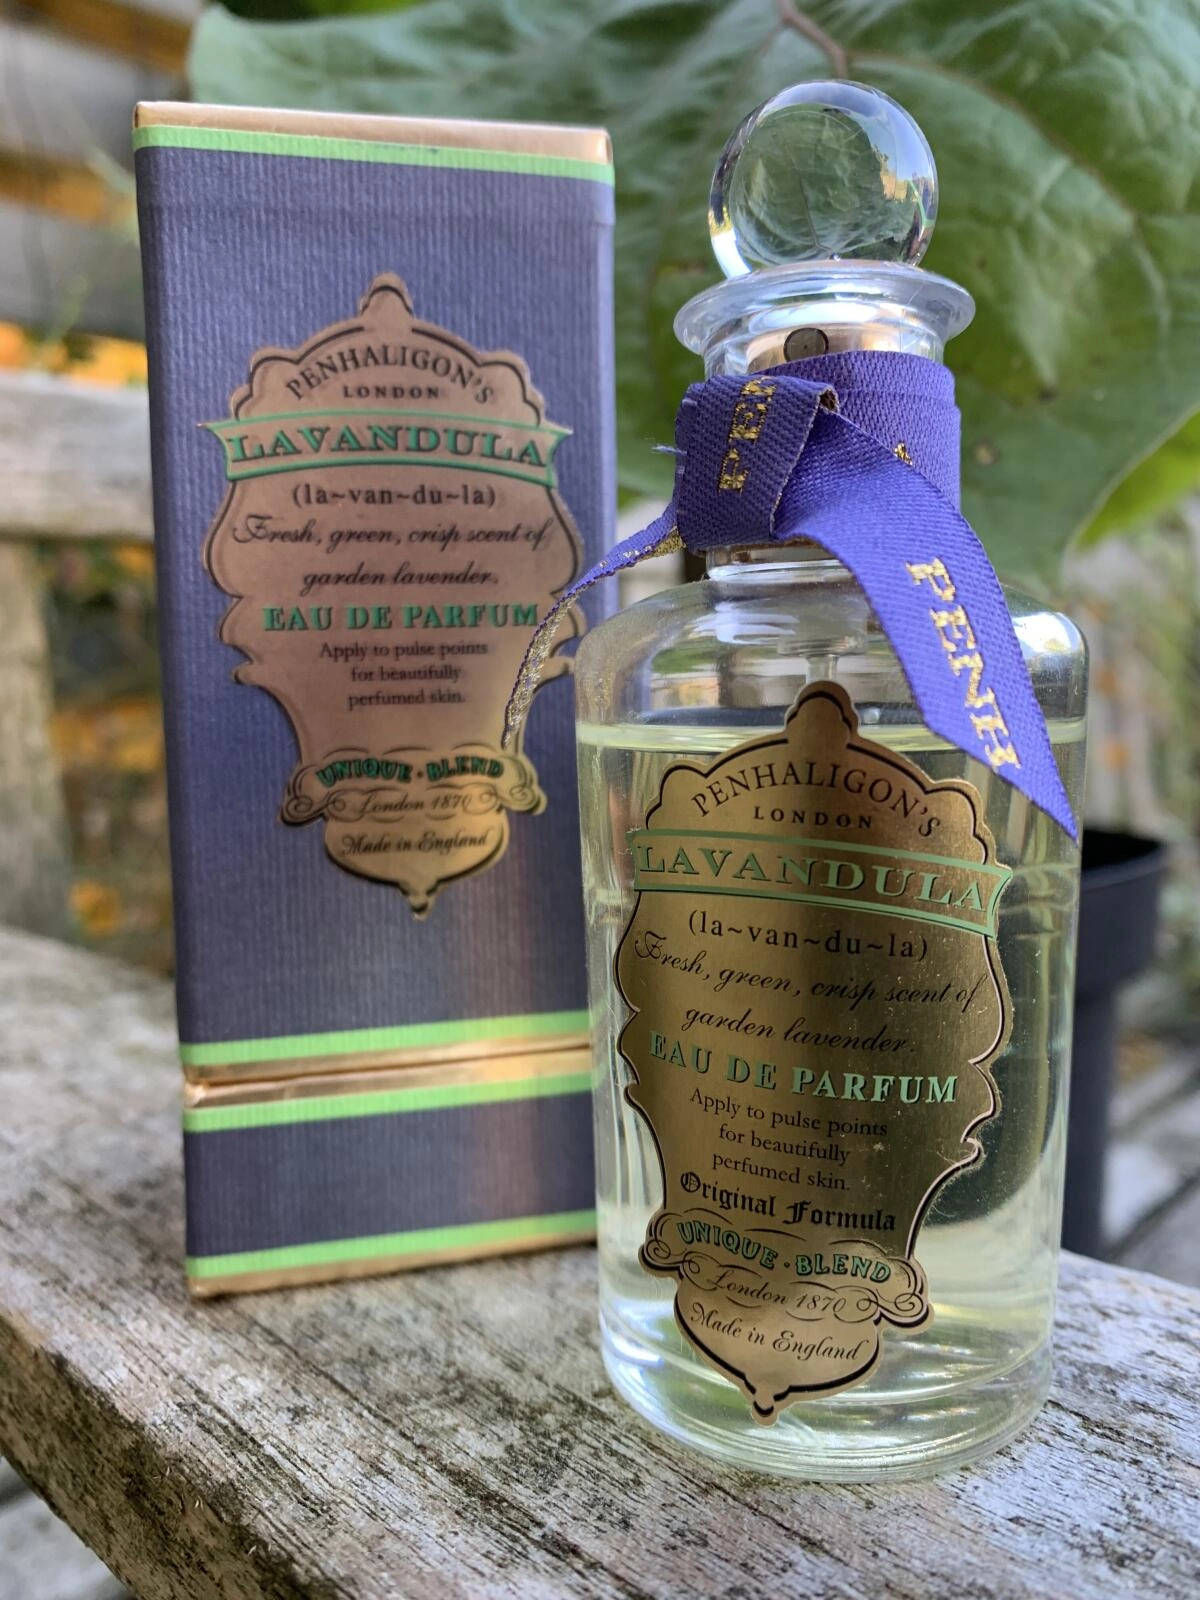 PENHALIGON'S
LONDON
LAVANDULA
(la~van~du~la)
Fresh, green, crisp scent of
garden lavender.
EAU DE PARFUM
Apply to pulse points
for beautifully
perfumed skin.
UNIQUE · BLEND
London 1870
Made in England
PEN
PENH
PENHALIGON'S
LONDON
LAVANDULA
(la~van~du~la)
Fresh, green, crisp scent of
garden lavender.
EAU DE PARFUM
Apply to pulse points
for beautifully
perfumed skin.
Original Formula
UNIQUE · BLEND
London 1870
Made in England